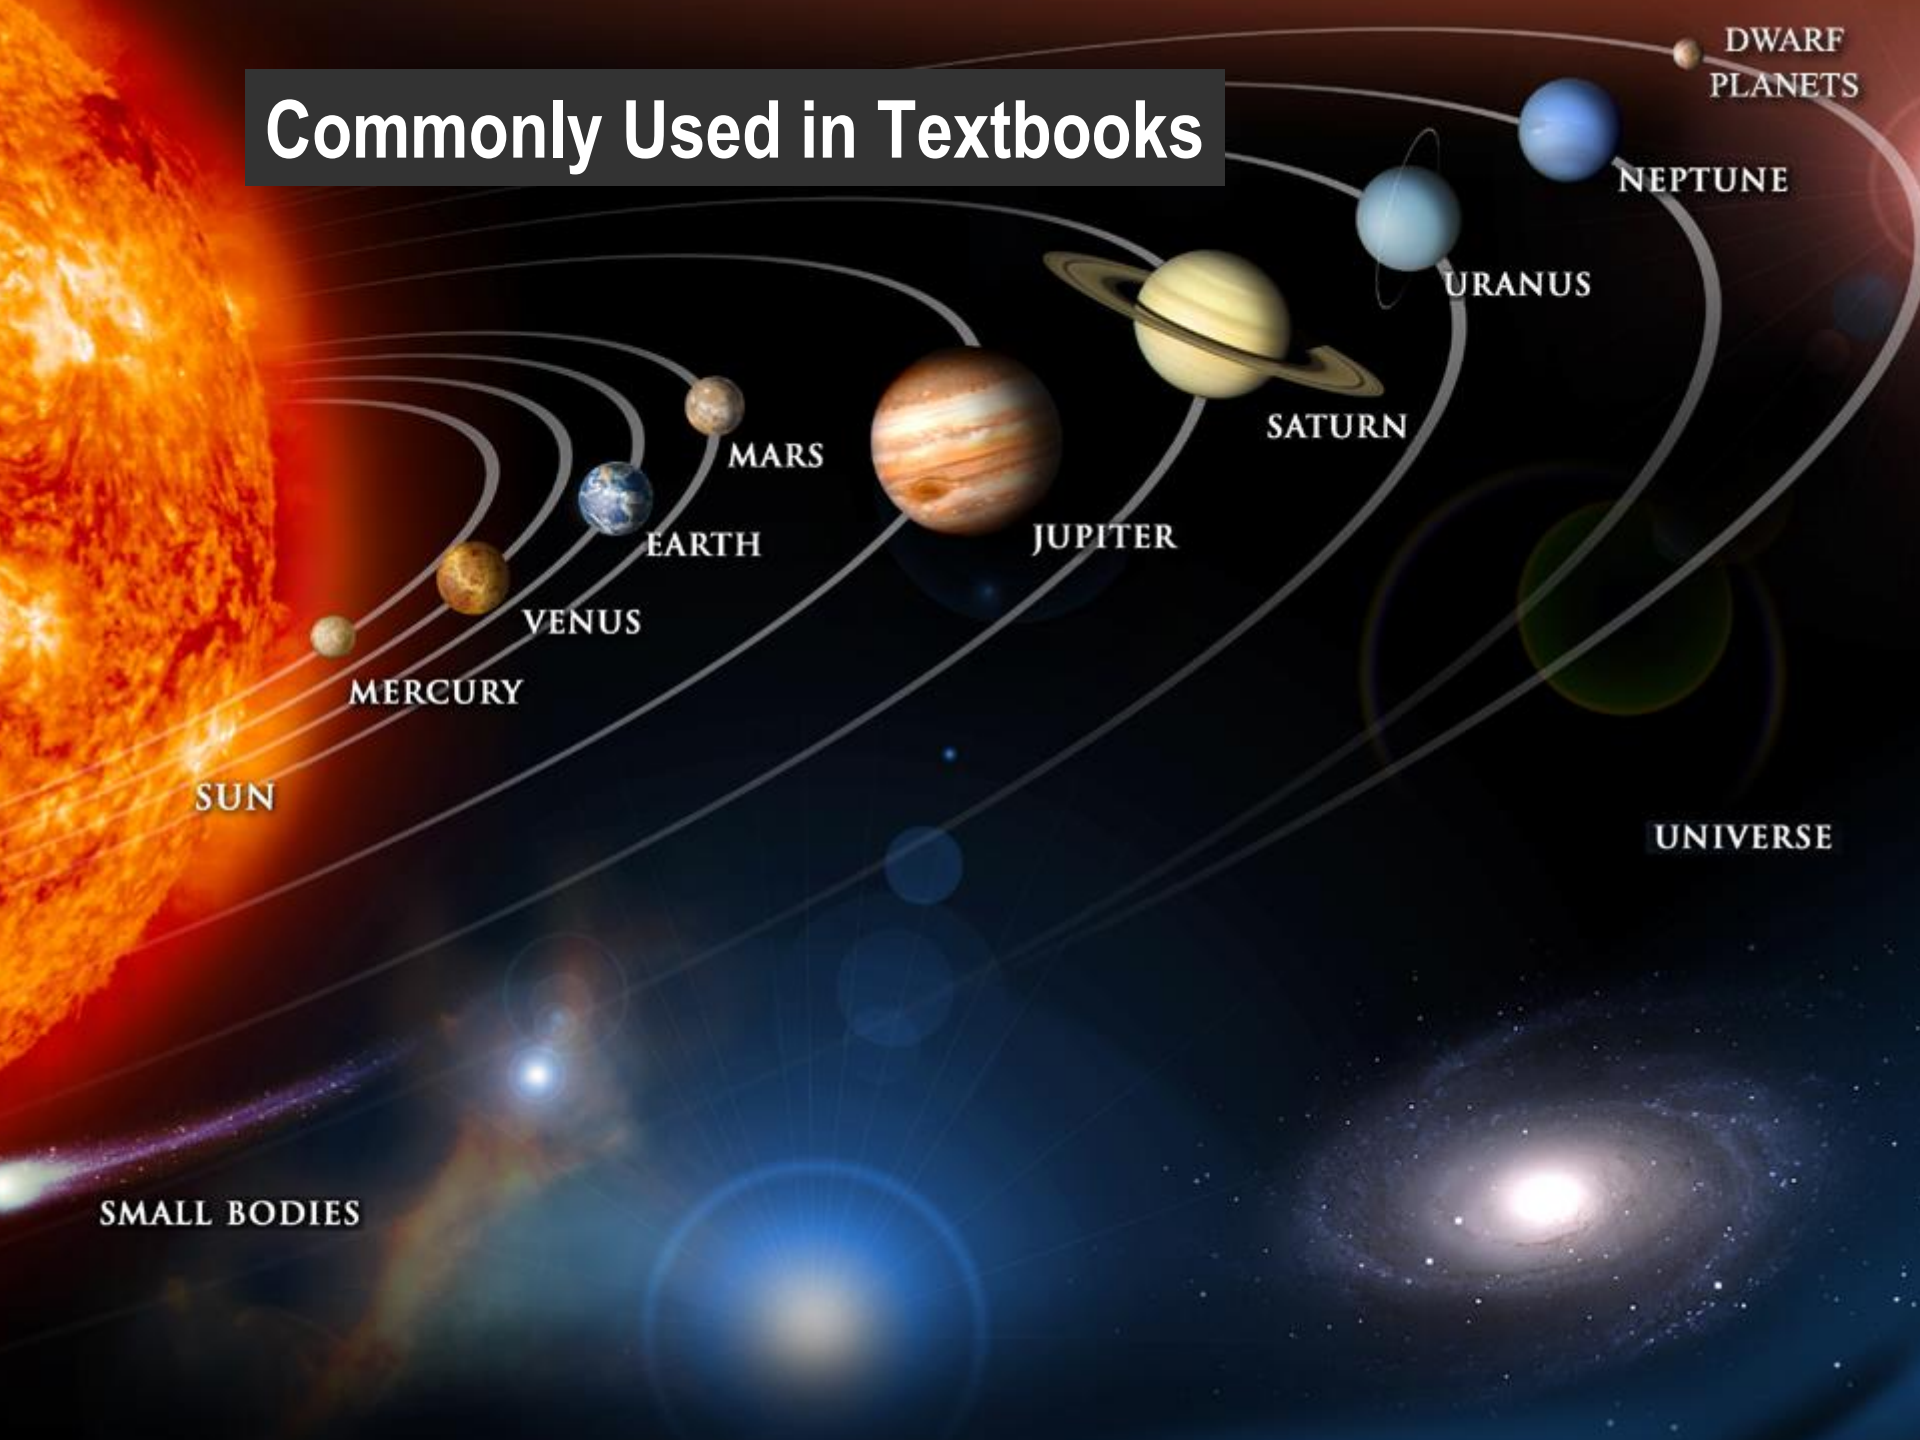 Commonly Used in Textbooks
DWARF
PLANETS
NEPTUNE
URANUS
SATURN
MARS
JUPITER
EARTH
VENUS
MERCURY
SUN
UNIVERSE
SMALL BODIES